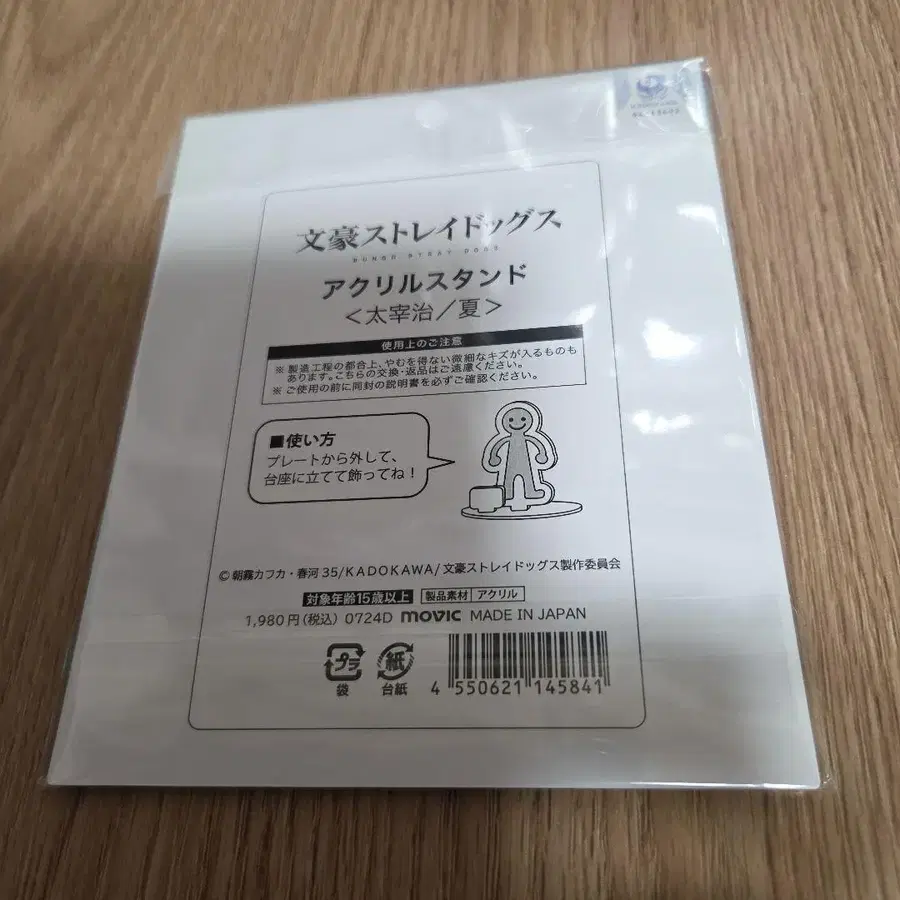 文豪ストレイドッグス
BUNGO STRAY DOGS
アクリルスタンド
＜太宰治／夏＞
使用上のご注意
※ 製造工程の都合上、やむを得ない微細なキズが入るものも
あります。こちらの交換・返品はご遠慮ください。
※ ご使用の前に同封の説明書を必ずご確認ください。
■使い方
プレートから外して、
台座に立てて飾ってね！
© 朝霧カフカ・春河35/KADOKAWA/文豪ストレイドッグス製作委員会
対象年齢15歳以上 製品素材 アクリル
1,980円(税込) 0724D movic MADE IN JAPAN
プラ 紙
袋 台紙 4 550621 145841